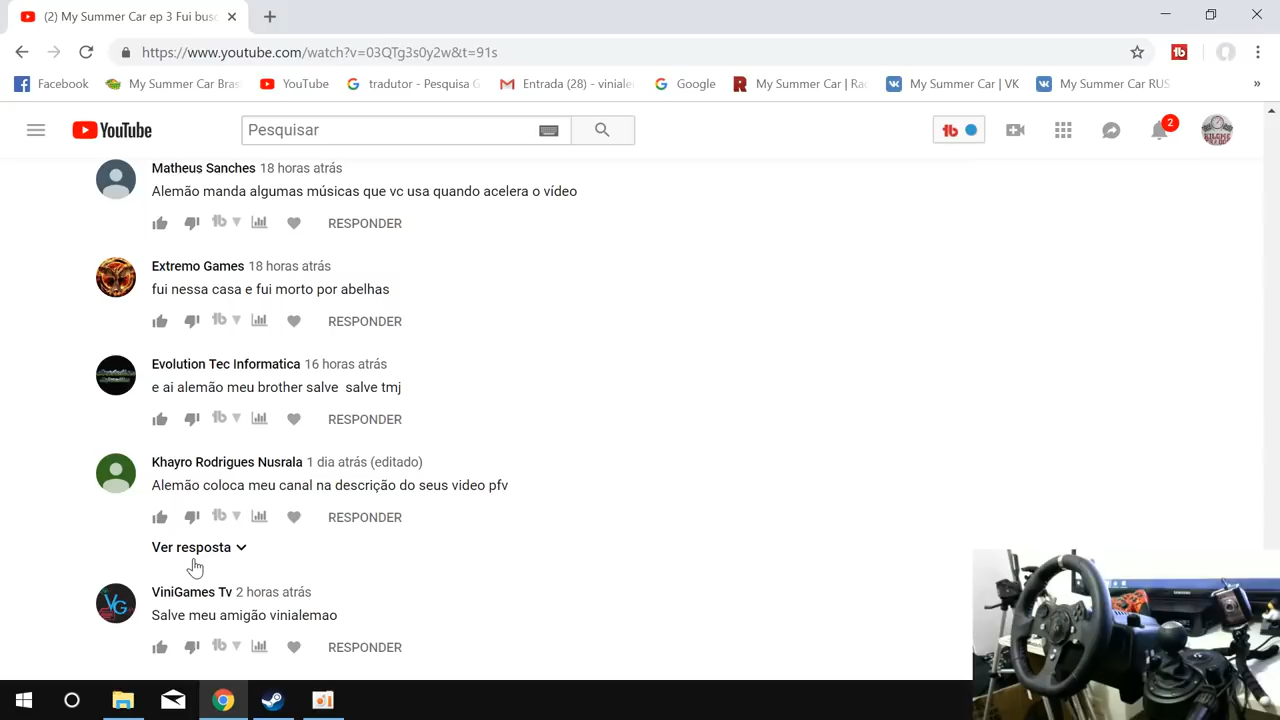 (2) My Summer Car ep 3 Fui busc
https://www.youtube.com/watch?v=03QTg3s0y2w&t=91s
Facebook My Summer Car Bras YouTube tradutor - Pesquisa G Entrada (28) - viniale Google My Summer Car | Ra My Summer Car | VK My Summer Car RUS »
YouTube Pesquisar 2
Matheus Sanches 18 horas atrás
Alemão manda algumas músicas que vc usa quando acelera o vídeo
RESPONDER
Extremo Games 18 horas atrás
fui nessa casa e fui morto por abelhas
RESPONDER
Evolution Tec Informatica 16 horas atrás
e ai alemão meu brother salve salve tmj
RESPONDER
Khayro Rodrigues Nusrala 1 dia atrás (editado)
Alemão coloca meu canal na descrição do seus video pfv
RESPONDER
Ver resposta
ViniGames Tv 2 horas atrás
Salve meu amigão vinialemao
RESPONDER